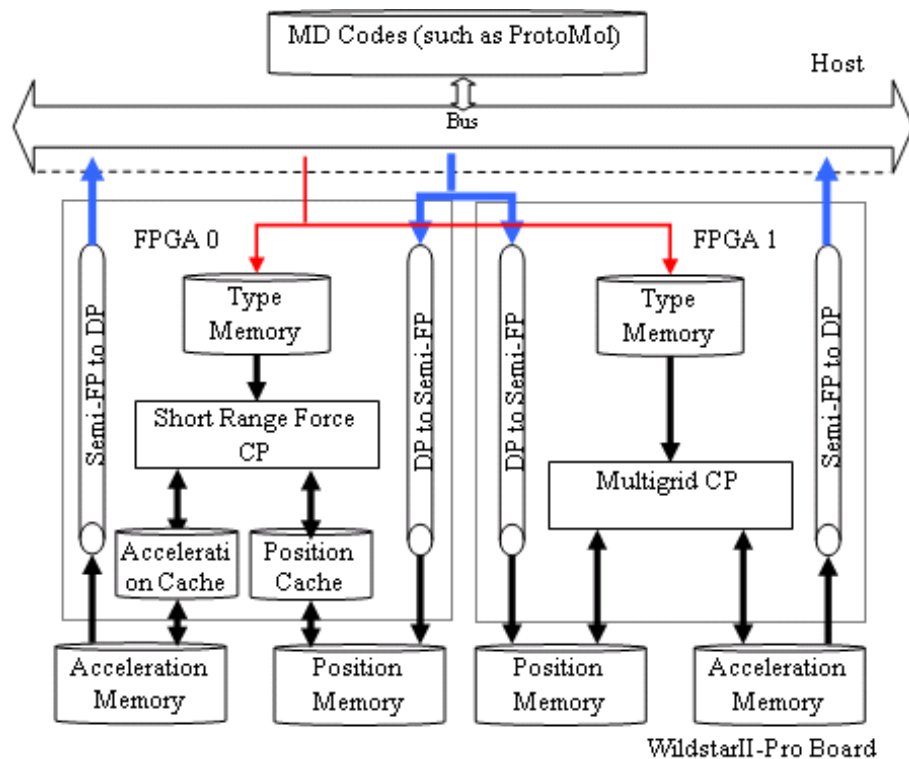 MD Codes (such as ProtoMol)
Host
Bus
FPGA 0
FPGA 1
Type
Memory
Type
Memory
Semi-FP to DP
DP to Semi-FP
DP to Semi-FP
Semi-FP to DP
Short Range Force
CP
Multigrid CP
Accelerati
on Cache
Position
Cache
Acceleration
Memory
Position
Memory
Position
Memory
Acceleration
Memory
WildstarII-Pro Board